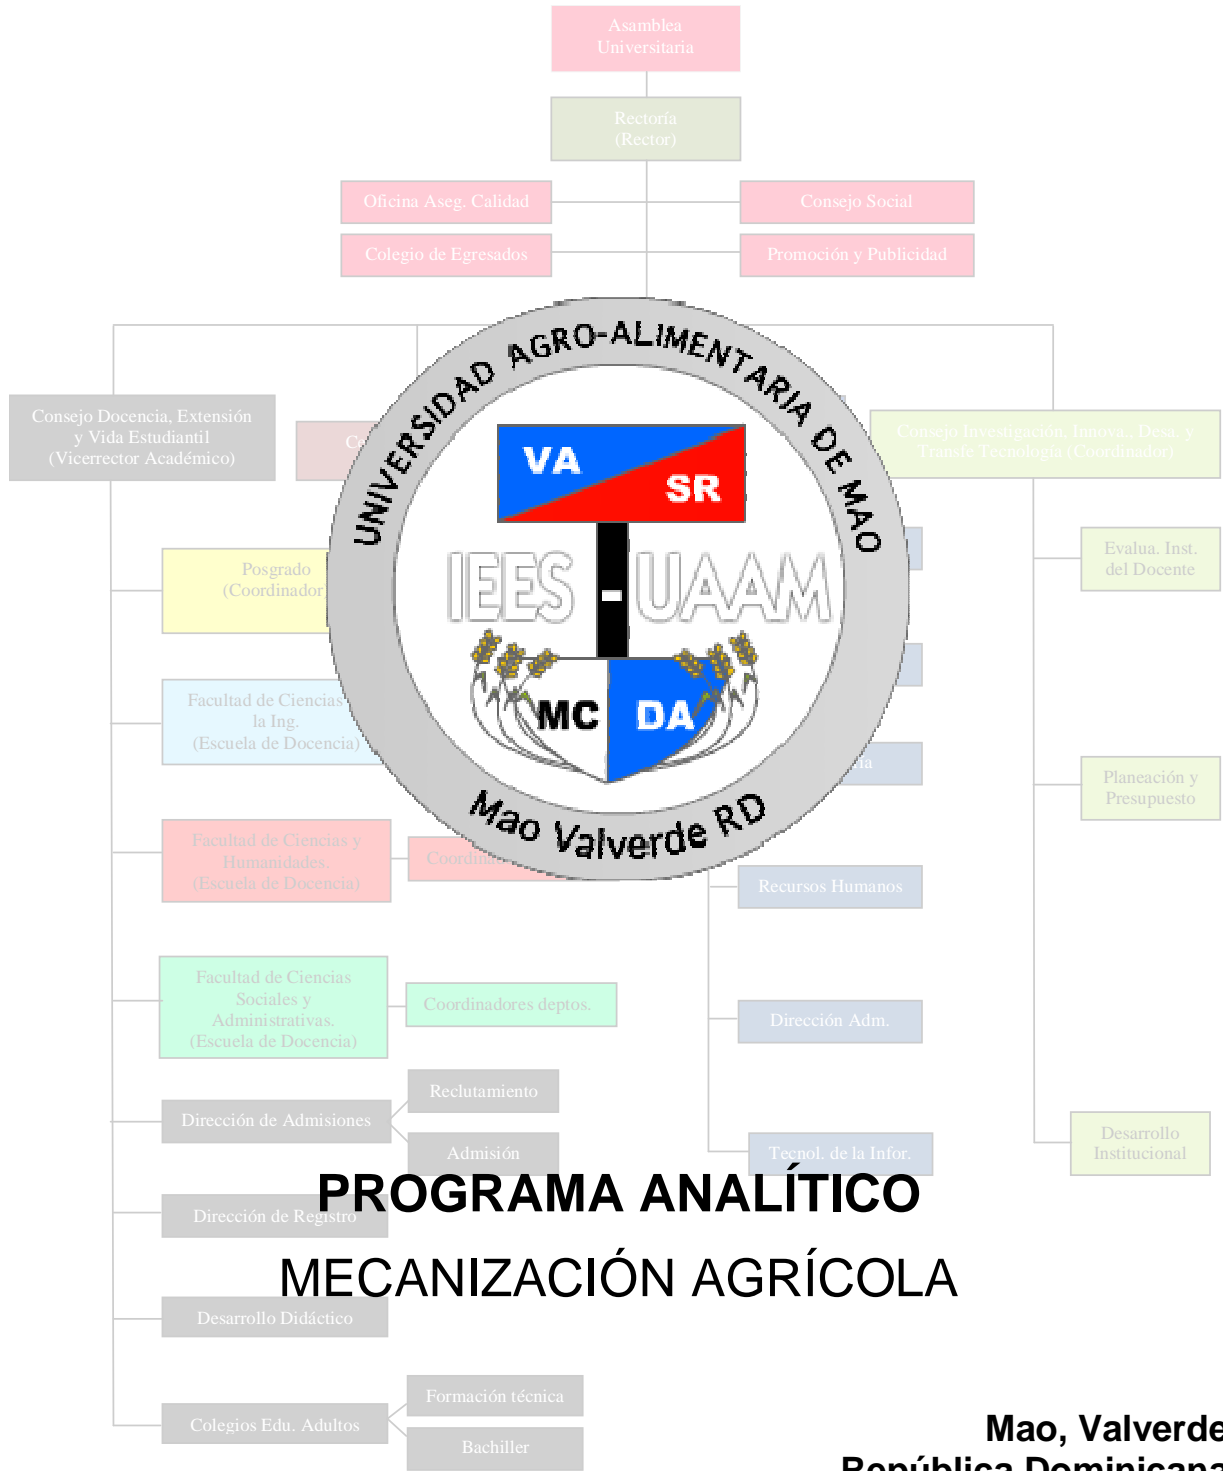 Asamblea
Universitaria
Rectoría
(Rector)
Oficina Aseg. Calidad
Consejo Social
Colegio de Egresados
Promoción y Publicidad
UNIVERSIDAD AGRO-ALIMENTARIA DE MAO
Consejo Docencia, Extensión
y Vida Estudiantil
(Vicerrector Académico)
Consejo Investigación, Innova., Desa. y
Transfe Tecnología (Coordinador)
VA
SR
IEES - UAAM
Posgrado
(Coordinador)
Evalua. Inst.
del Docente
MC
DA
Facultad de Ciencias
la Ing.
(Escuela de Docencia)
Planeación y
Presupuesto
Mao Valverde RD
Facultad de Ciencias y
Humanidades.
(Escuela de Docencia)
Recursos Humanos
Facultad de Ciencias
Sociales y
Administrativas.
(Escuela de Docencia)
Coordinadores deptos.
Dirección Adm.
Reclutamiento
Dirección de Admisiones
Admisión
Tecnol. de la Infor.
Desarrollo
Institucional
PROGRAMA ANALÍTICO
Dirección de Registro
MECANIZACIÓN AGRÍCOLA
Desarrollo Didáctico
Formación técnica
Colegios Edu. Adultos
Bachiller
Mao, Valverde
República Dominicana